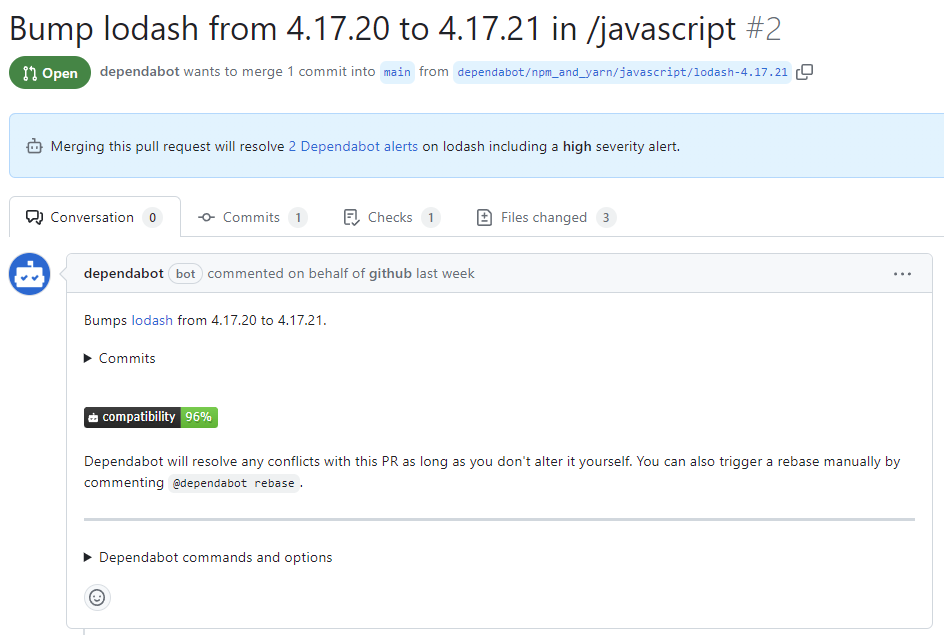 Bump lodash from 4.17.20 to 4.17.21 in /javascript #2
Open dependabot wants to merge 1 commit into main from dependabot/npm_and_yarn/javascript/lodash-4.17.21
Merging this pull request will resolve 2 Dependabot alerts on lodash including a high severity alert.
Conversation 0 Commits 1 Checks 1 Files changed 3
dependabot bot commented on behalf of github last week
Bumps lodash from 4.17.20 to 4.17.21.
Commits
compatibility 96%
Dependabot will resolve any conflicts with this PR as long as you don't alter it yourself. You can also trigger a rebase manually by
commenting @dependabot rebase.
Dependabot commands and options